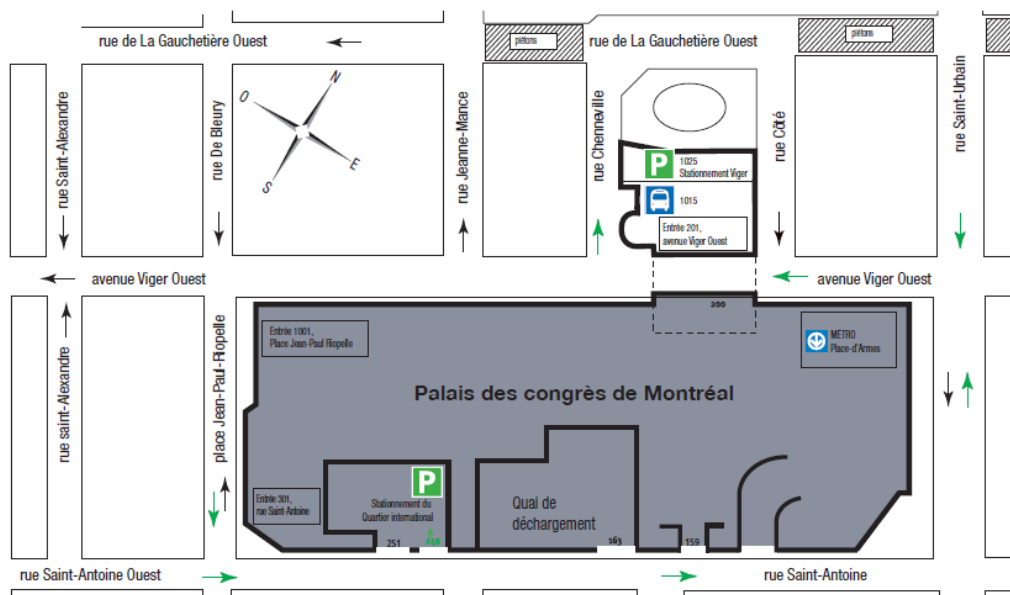 rue de La Gauchetière Ouest
piétons
rue de La Gauchetière Ouest
piétons
N
O
E
S
rue Saint-Alexandre
rue De Bleury
rue Jeanne-Mance
rue Chenneville
rue Côté
rue Saint-Urbain
P
1025
Stationnement Viger
1015
Entrée 201,
avenue Viger Ouest
avenue Viger Ouest
avenue Viger Ouest
200
Entrée 1001,
Place Jean-Paul Riopelle
METRO
Place-d'Armes
rue saint-Alexandre
place Jean-Paul-Riopelle
Palais des congrès de Montréal
P
Entrée 301,
rue Saint-Antoine
Stationnement du
Quartier international
Quai de
déchargement
251
249
163
159
rue Saint-Antoine Ouest
rue Saint-Antoine